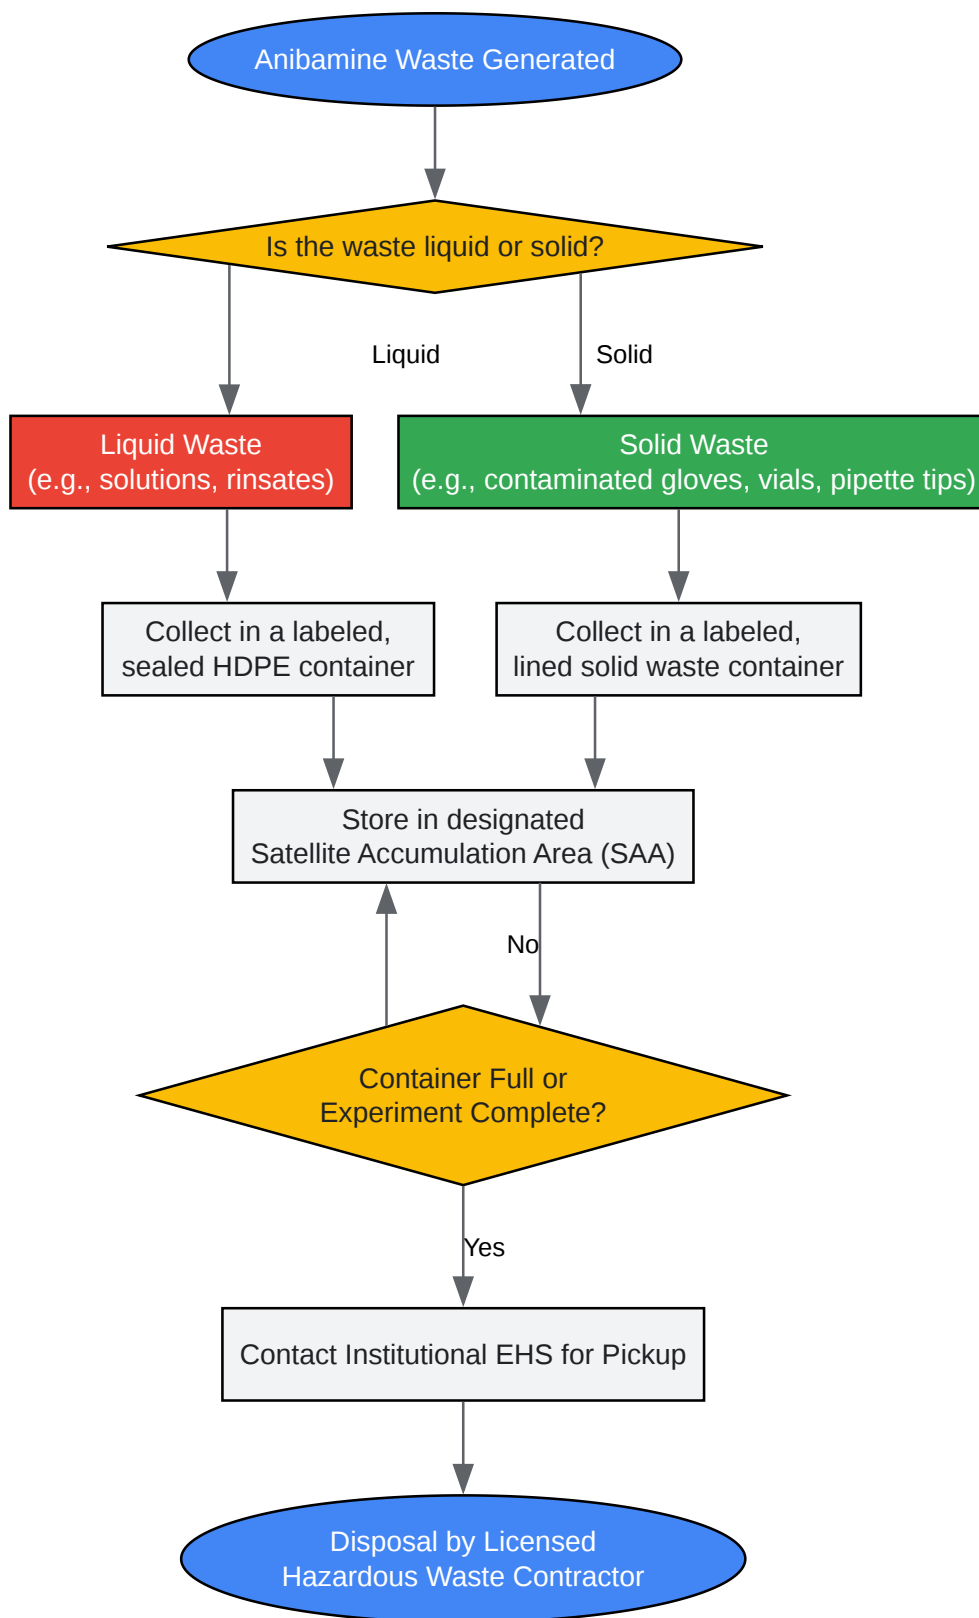 Anibamine Waste Generated
Is the waste liquid or solid?
Liquid
Solid
Liquid Waste
(e.g., solutions, rinsates)
Solid Waste
(e.g., contaminated gloves, vials, pipette tips)
Collect in a labeled,
sealed HDPE container
Collect in a labeled,
lined solid waste container
Store in designated
Satellite Accumulation Area (SAA)
No
Container Full or
Experiment Complete?
Yes
Contact Institutional EHS for Pickup
Disposal by Licensed
Hazardous Waste Contractor